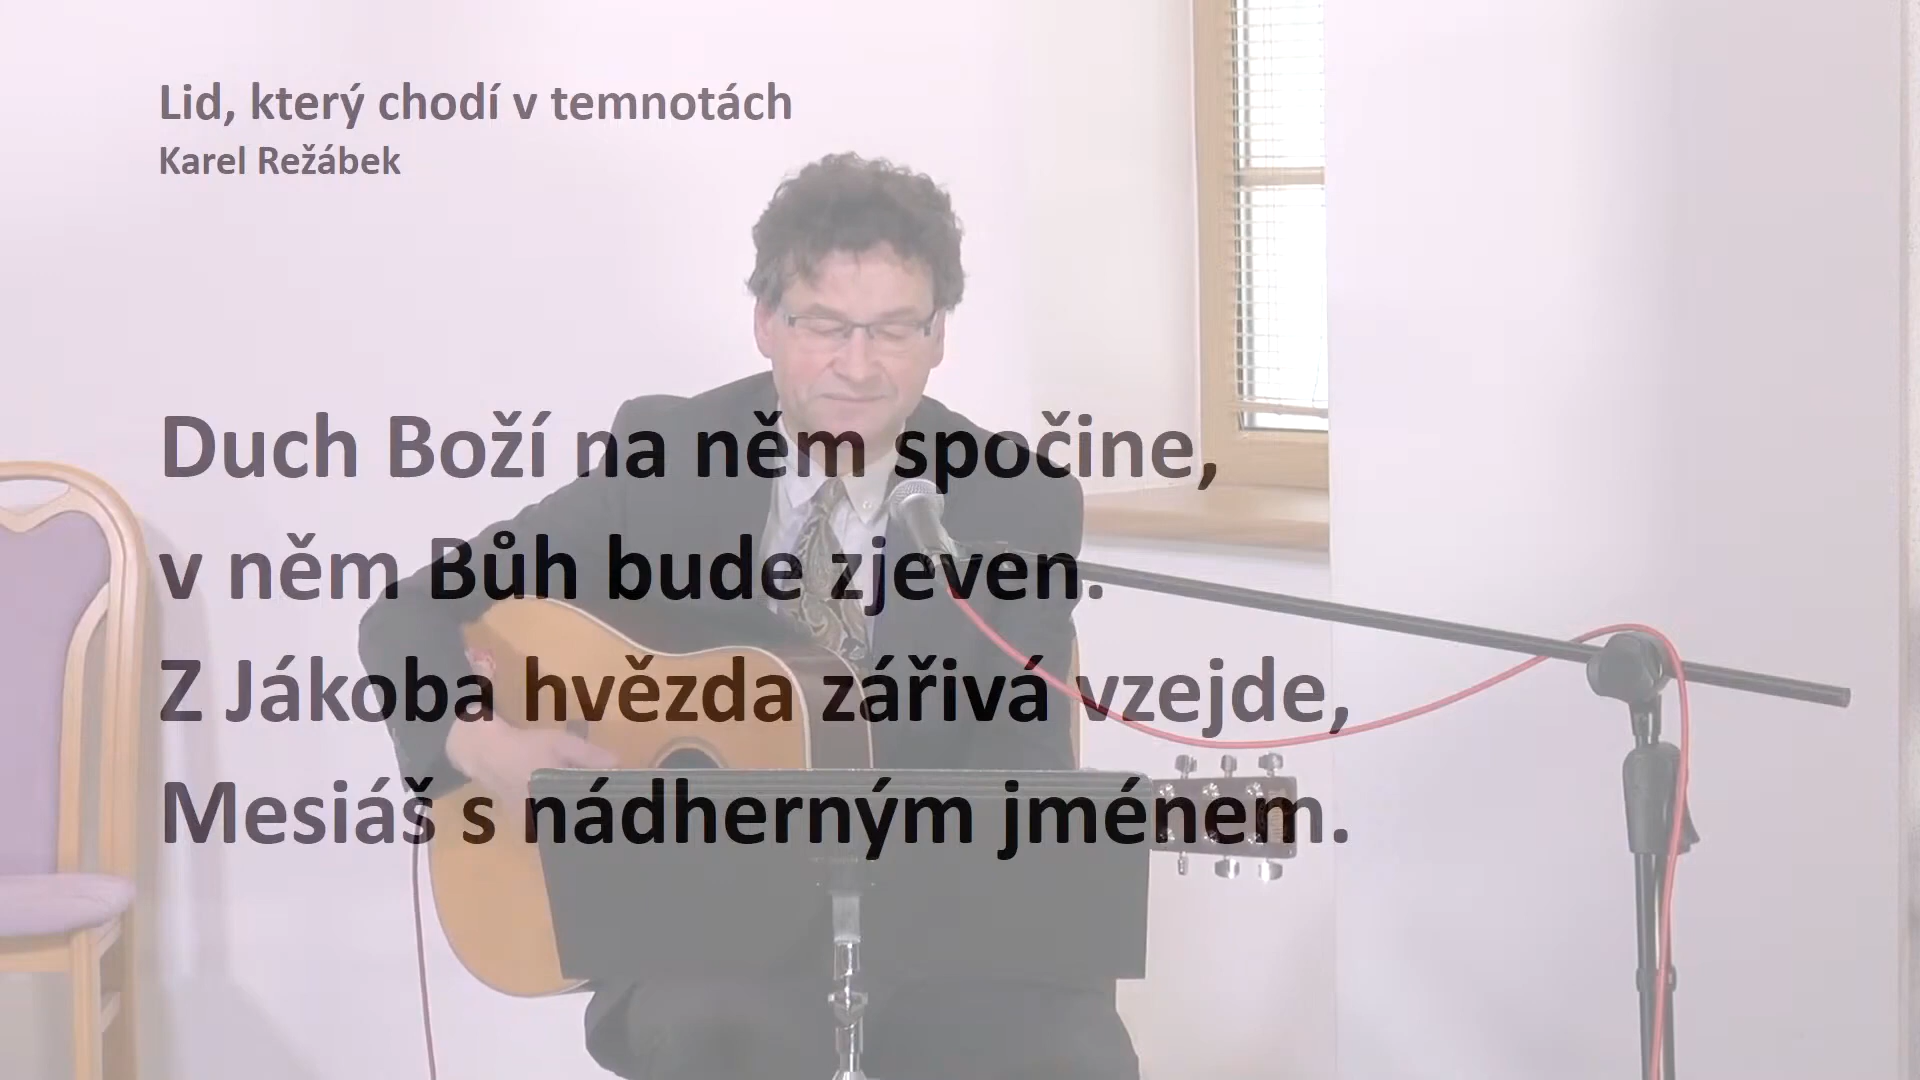 Lid, který chodí v temnotách
Karel Režábek
Duch Boží na něm spočine,
v něm Bůh bude zjeven.
Z Jákoba hvězda zářivá vzejde,
Mesiáš s nádherným jménem.